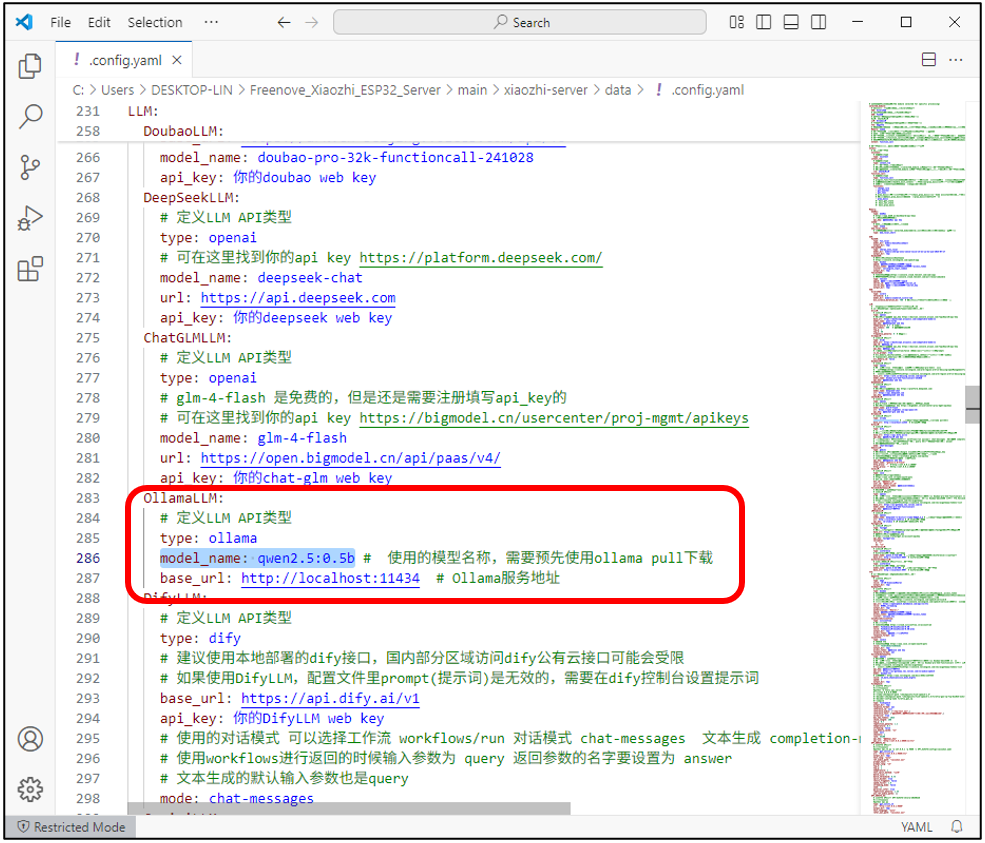 File Edit Selection ··· Search
! .config.yaml
C: > Users > DESKTOP-LIN > Freenove_Xiaozhi_ESP32_Server > main > xiaozhi-server > data > ! .config.yaml
231 LLM:
258 DoubaoLLM:
266 model_name: doubao-pro-32k-functioncall-241028
267 api_key: 你的doubao web key
268 DeepSeekLLM:
269 # 定义LLM API类型
270 type: openai
271 # 可在这里找到你的api key https://platform.deepseek.com/
272 model_name: deepseek-chat
273 url: https://api.deepseek.com
274 api_key: 你的deepseek web key
275 ChatGLMLLM:
276 # 定义LLM API类型
277 type: openai
278 # glm-4-flash 是免费的，但是还是需要注册填写api_key的
279 # 可在这里找到你的api key https://bigmodel.cn/usercenter/proj-mgmt/apikeys
280 model_name: glm-4-flash
281 url: https://open.bigmodel.cn/api/paas/v4/
282 api_key: 你的chat-glm web key
283 OllamaLLM:
284 # 定义LLM API类型
285 type: ollama
286 model_name: qwen2.5:0.5b # 使用的模型名称，需要预先使用ollama pull下载
287 base_url: http://localhost:11434 # Ollama服务地址
288 DifyLLM:
289 # 定义LLM API类型
290 type: dify
291 # 建议使用本地部署的dify接口，国内部分区域访问dify公有云接口可能会受限
292 # 如果使用DifyLLM，配置文件里prompt(提示词)是无效的，需要在dify控制台设置提示词
293 base_url: https://api.dify.ai/v1
294 api_key: 你的DifyLLM web key
295 # 使用的对话模式 可以选择工作流 workflows/run 对话模式 chat-messages 文本生成
296 # 使用workflows进行返回的时候输入参数为 query 返回参数的名字要设置为 answer
297 # 文本生成的默认输入参数也是query
298 mode: chat-messages
Restricted Mode YAML